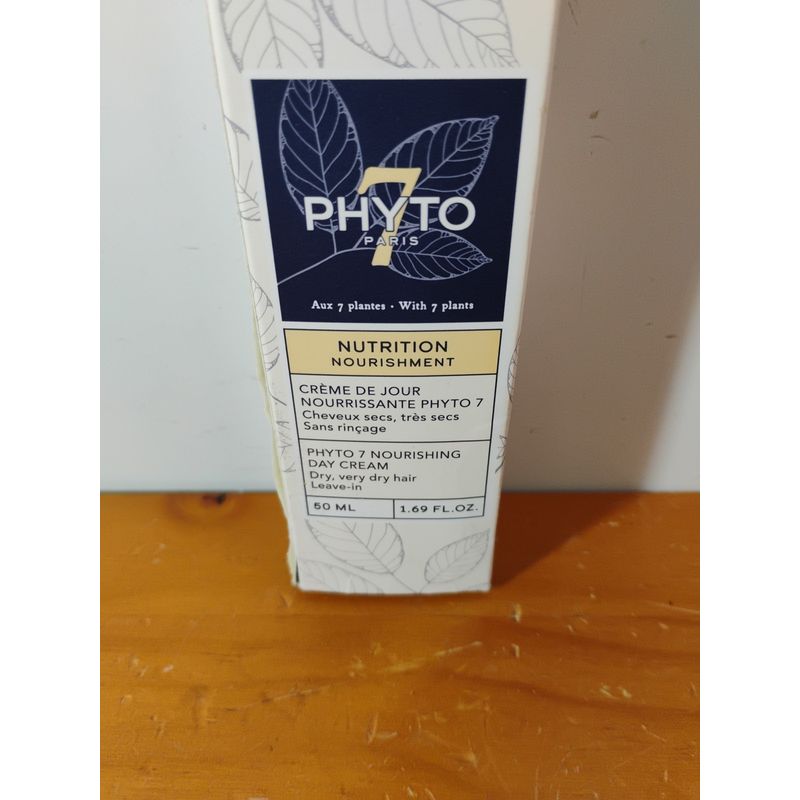 7
PHYTO
PARIS
Aux 7 plantes • With 7 plants
NUTRITION
NOURISHMENT
CRÈME DE JOUR
NOURRISSANTE PHYTO 7
Cheveux secs, très secs
Sans rinçage
PHYTO 7 NOURISHING
DAY CREAM
Dry, very dry hair
Leave-in
50 ML
1.69 FL.OZ.